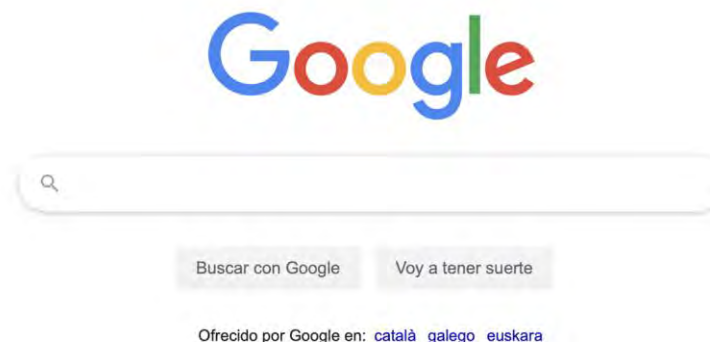 Google
Buscar con Google Voy a tener suerte
Ofrecido por Google en: català galego euskara